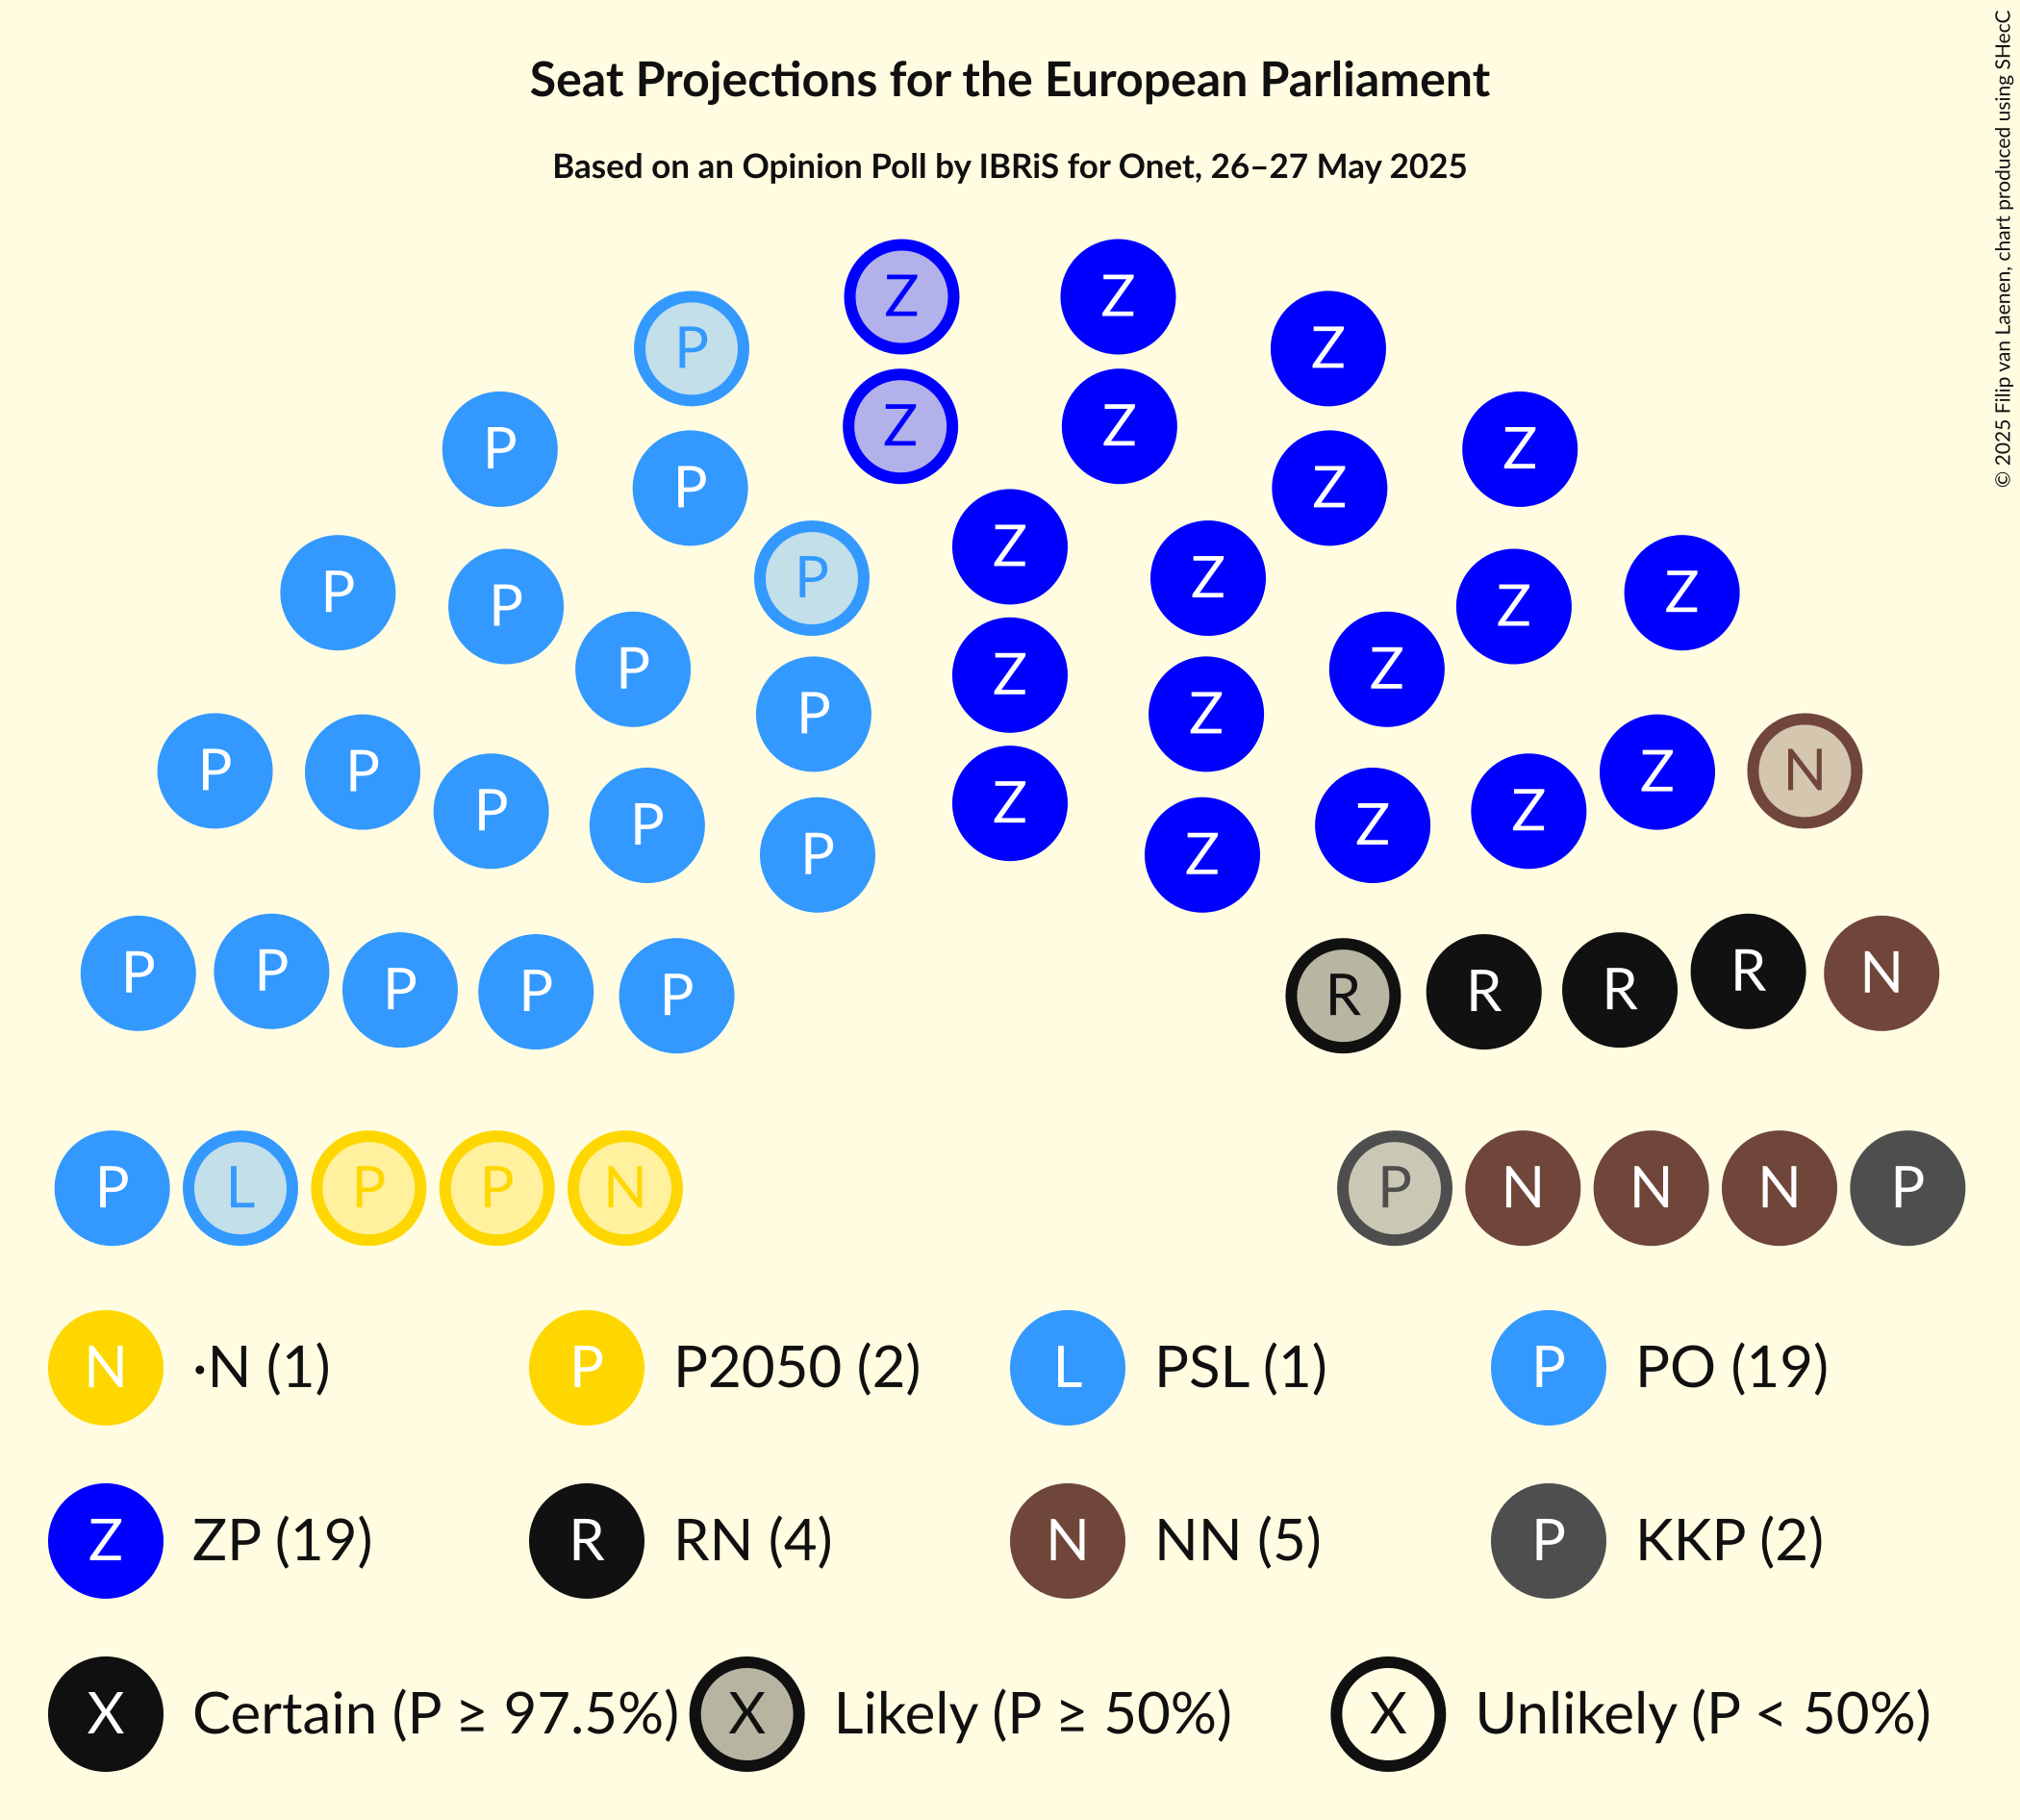 Seat Projections for the European Parliament
Based on an Opinion Poll by IBRiS for Onet, 26–27 May 2025
© 2025 Filip van Laenen, chart produced using SHecC
Z Z
P Z
Z Z
P Z
P Z
Z
P Z
P Z
P Z
P Z
Z
P Z
P Z
P N
P Z
P Z
P Z
P Z
R
P P P P P R R R R N
P L P P N P N N N P
N ·N (1) P P2050 (2) L PSL (1) P PO (19)
Z ZP (19) R RN (4) N NN (5) P KKP (2)
X Certain (P ≥ 97.5%) X Likely (P ≥ 50%) X Unlikely (P < 50%)